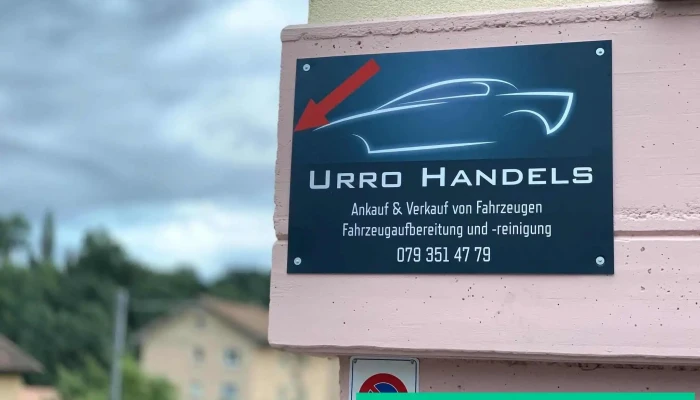 URRO HANDELS
Ankauf & Verkauf von Fahrzeugen
Fahrzeugaufbereitung und -reinigung
079 351 47 79